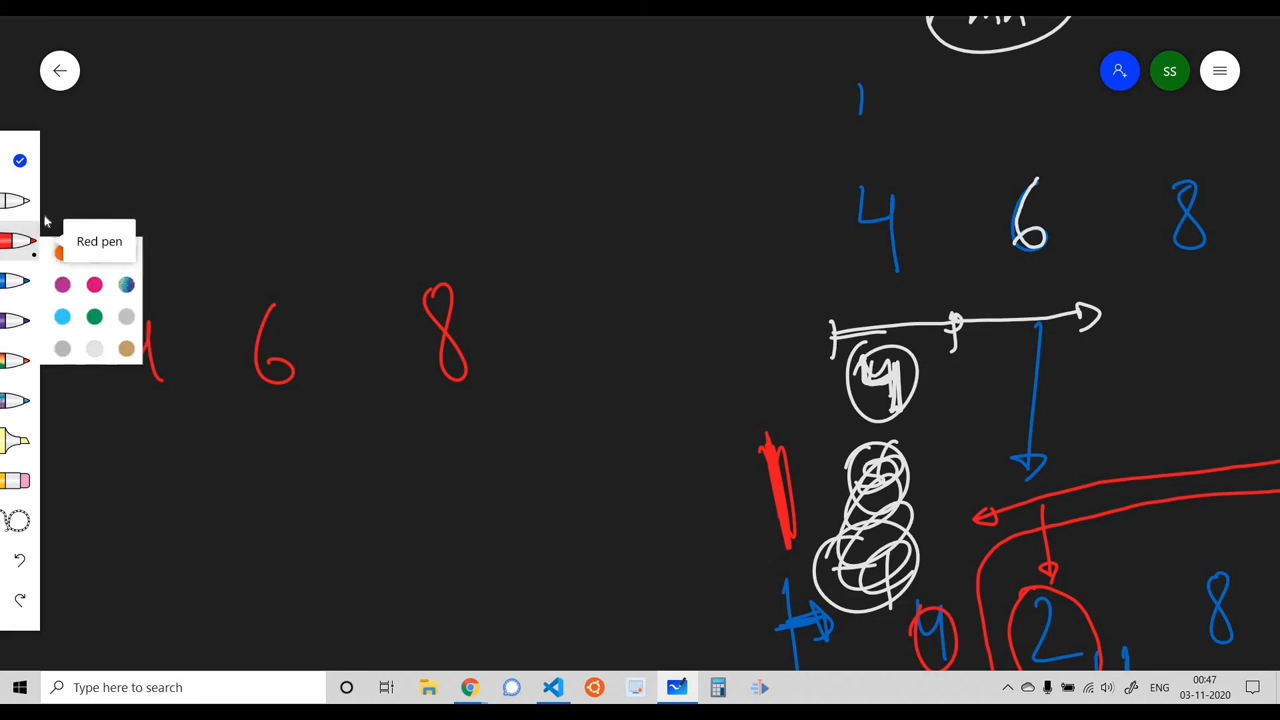 SS
1
4 6 8
Red pen
6 8
4
4 2 8
Type here to search
ENG
00:47
03-11-2020